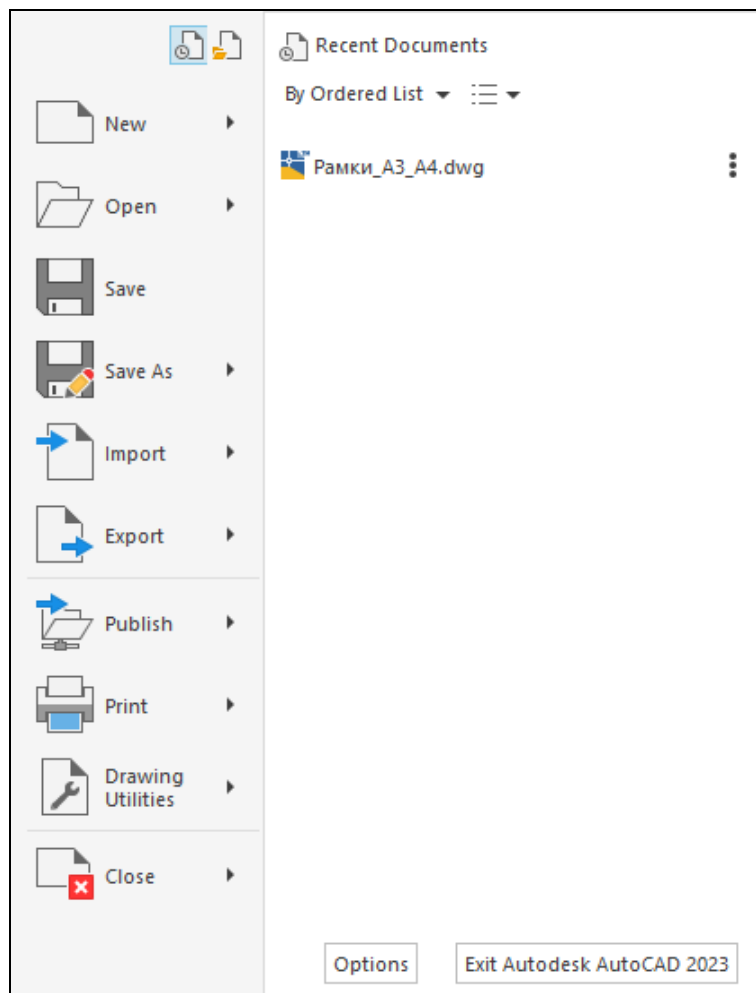 Recent Documents
By Ordered List
New
Рамки_А3_А4.dwg
Open
Save
Save As
Import
Export
Publish
Print
Drawing
Utilities
Close
Options
Exit Autodesk AutoCAD 2023